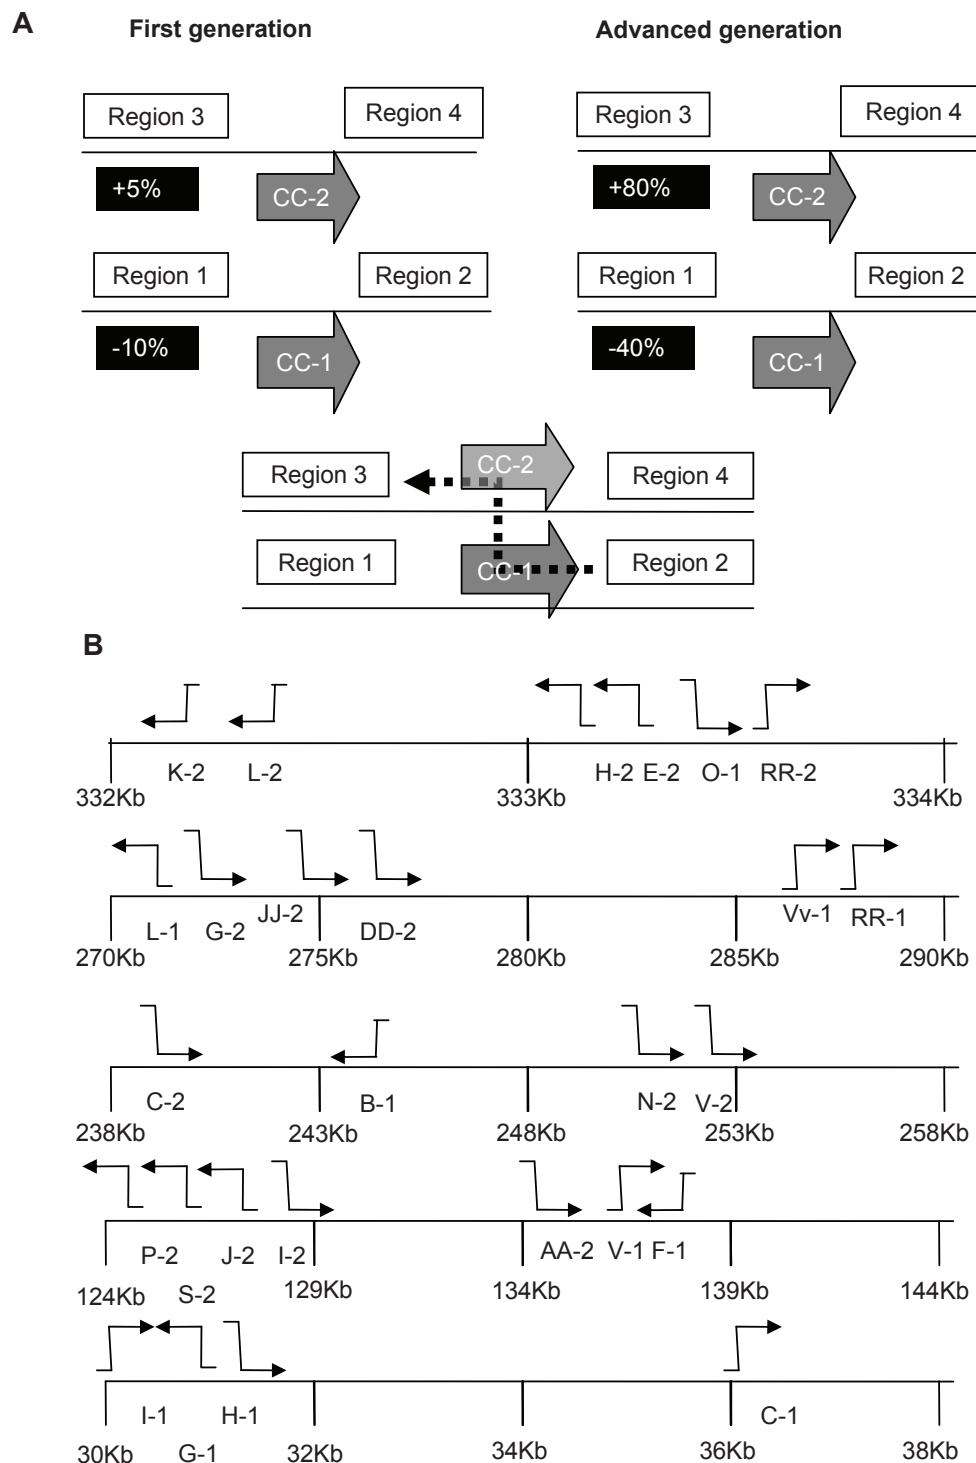 A First generation Advanced generation
Region 3 Region 4 Region 3 Region 4
+5% CC-2 +80% CC-2
Region 1 Region 2 Region 1 Region 2
-10% CC-1 -40% CC-1
Region 3 CC-2 Region 4
Region 1 CC-1 Region 2
B
K-2 L-2 H-2 E-2 O-1 RR-2
332Kb 333Kb 334Kb
L-1 G-2 JJ-2 DD-2 Vv-1 RR-1
270Kb 275Kb 280Kb 285Kb 290Kb
C-2 B-1 N-2 V-2
238Kb 243Kb 248Kb 253Kb 258Kb
P-2 J-2 I-2 AA-2 V-1 F-1
124Kb S-2 129Kb 134Kb 139Kb 144Kb
I-1 H-1 C-1
30Kb G-1 32Kb 34Kb 36Kb 38Kb